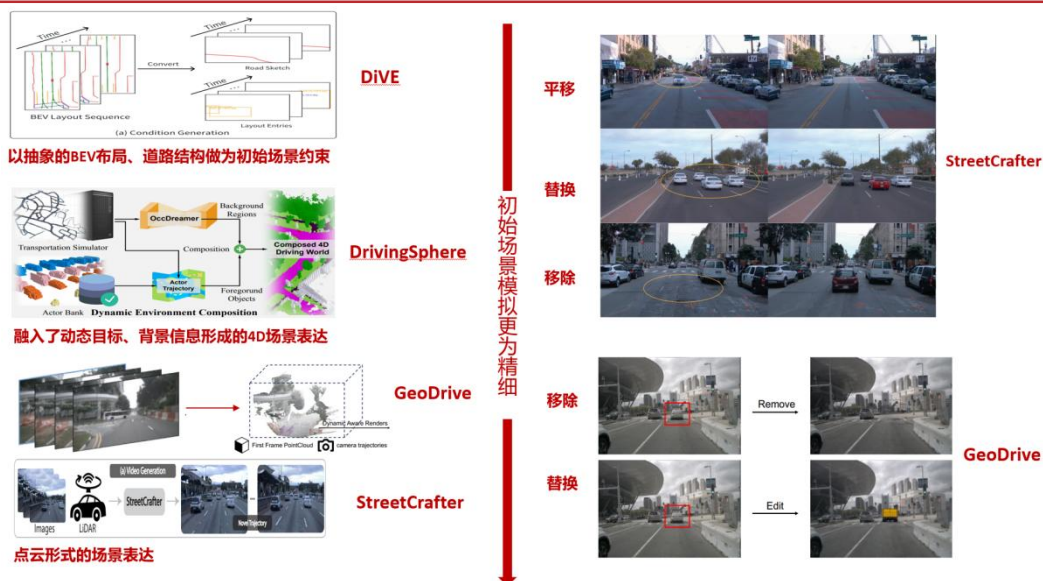 Time
...
Time
...
Convert
Road Sketch
Time
...
BEV Layout Sequence
Layout Entries
(a) Condition Generation
DiVE
以抽象的BEV布局、道路结构做为初始场景约束
OccDreamer
Background
Regions
Transportation Simulator
Composition
Composed 4D
Driving World
Actor
Trajectory
Foregorund
Objects
Actor Bank
Dynamic Environment Composition
DrivingSphere
融入了动态目标、背景信息形成的4D场景表达
GeoDrive
Dynamic Aware Renders
First Frame PointCloud
camera trajectories
(a) Video Generation
StreetCrafter
Images
LiDAR
...
Novel Trajectory
StreetCrafter
点云形式的场景表达
初始场景模拟更为精细
平移
替换
移除
StreetCrafter
移除
Remove
替换
Edit
GeoDrive